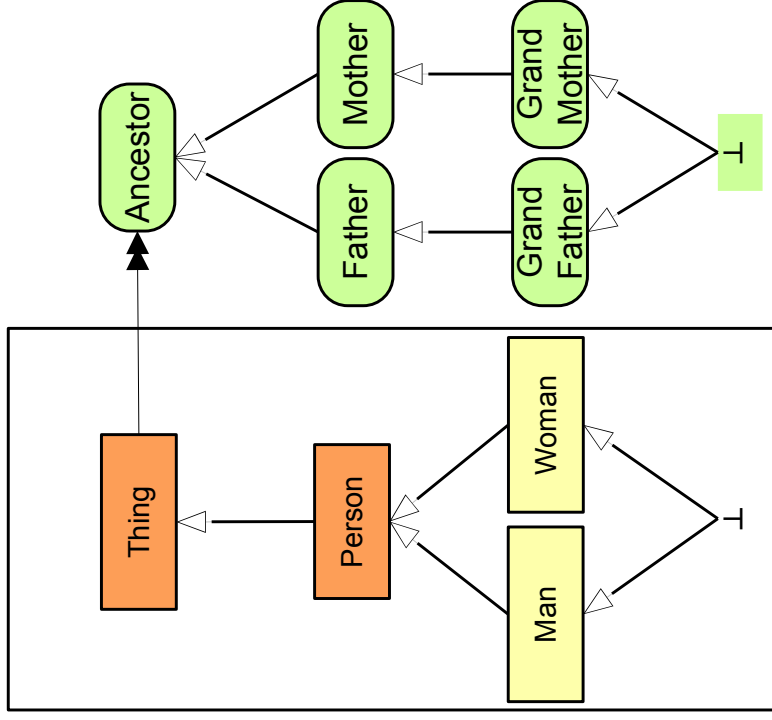 Thing
Ancestor
Person
Father
Mother
Man
Woman
Grand
Father
Grand
Mother
⊥
⊥